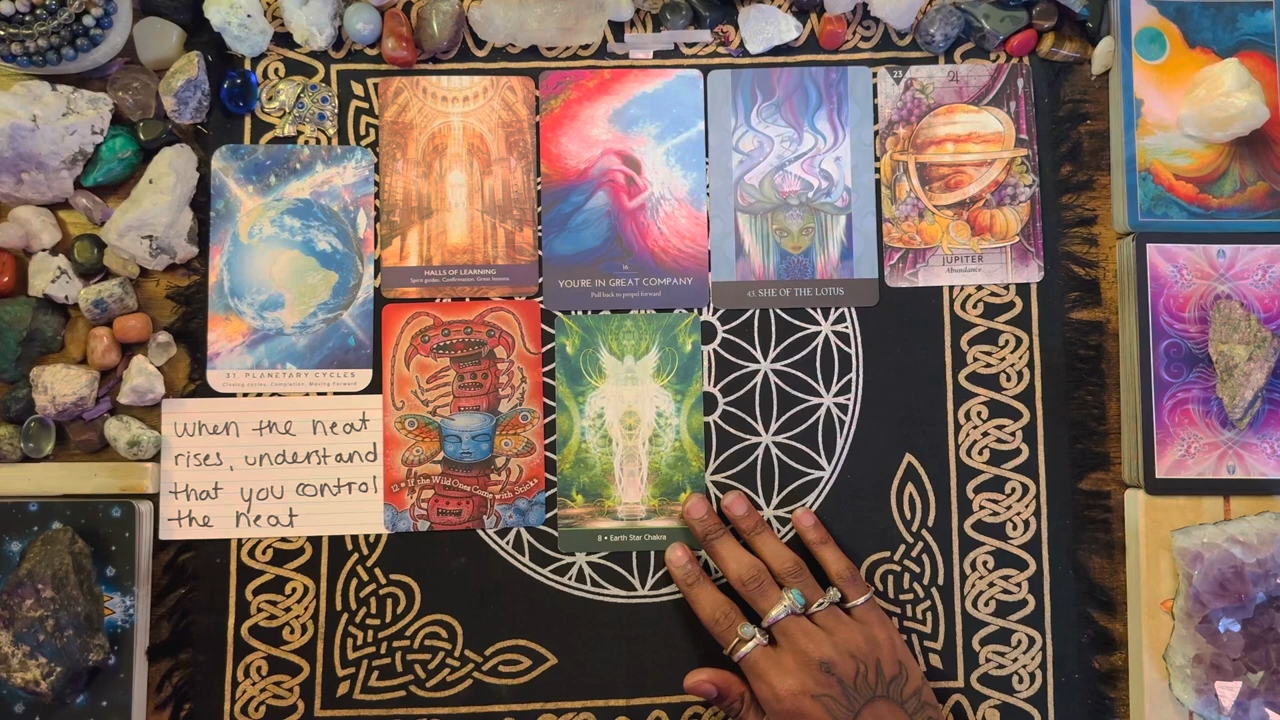 31. PLANETARY CYCLES
Closing cycles, Completion, Moving Forward
HALLS OF LEARNING
Spirit guides. Confirmation. Great lessons.
16
YOU'RE IN GREAT COMPANY
Pull back to propel forward
43. SHE OF THE LOTUS
23
JUPITER
Abundance
when the heat
rises, understand
that you control
the heat
12 If the Wild Ones Come with Sticks
8 • Earth Star Chakra